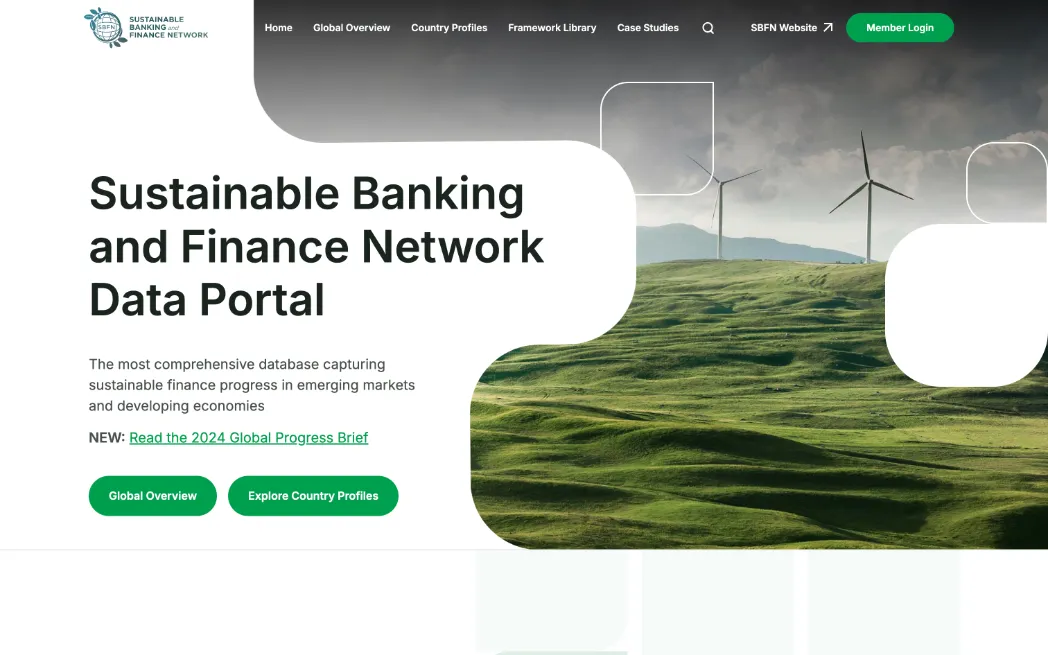 SBFN
SUSTAINABLE
BANKING and
FINANCE NETWORK
Home Global Overview Country Profiles Framework Library Case Studies SBFN Website Member Login
Sustainable Banking
and Finance Network
Data Portal
The most comprehensive database capturing
sustainable finance progress in emerging markets
and developing economies
NEW: Read the 2024 Global Progress Brief
Global Overview Explore Country Profiles